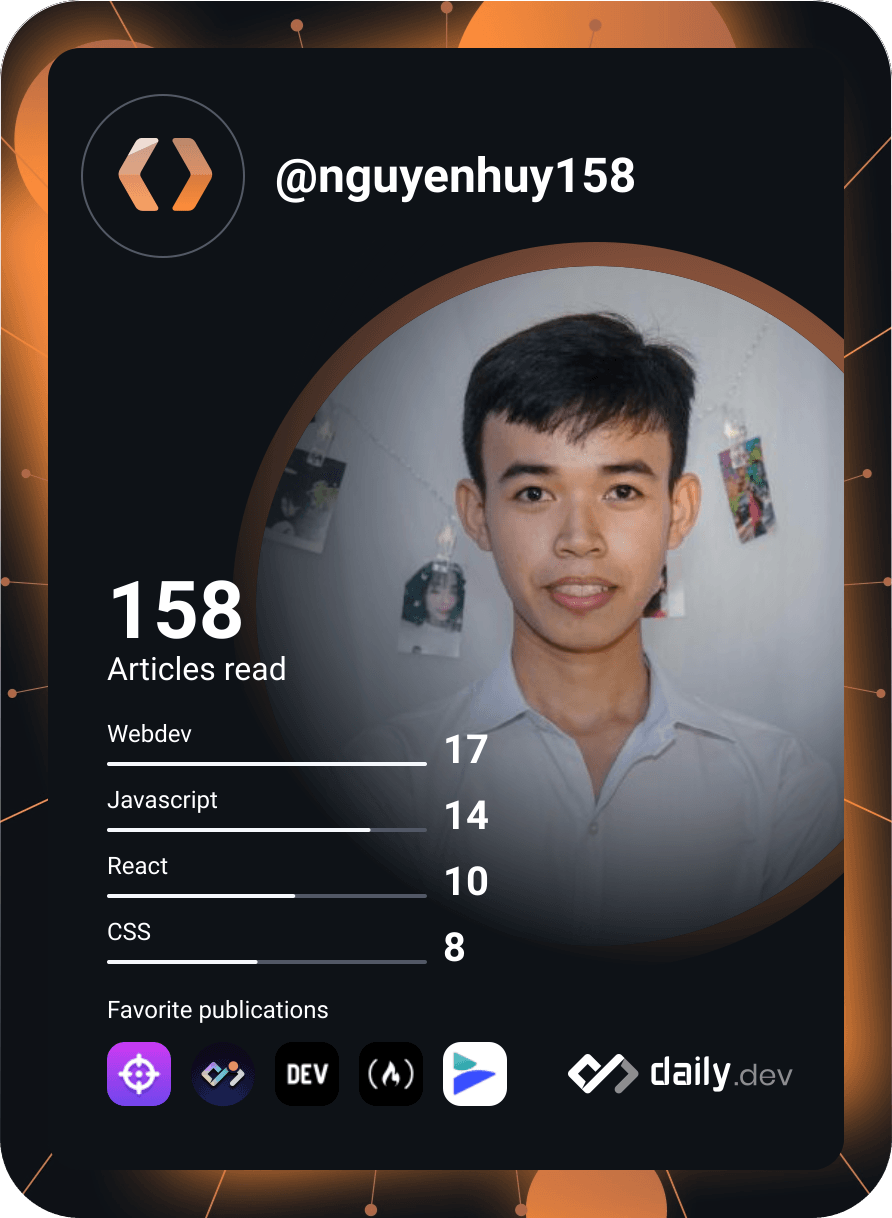 @nguyenhuy158
158
Articles read
Webdev
17
Javascript
14
React
10
CSS
8
Favorite publications
DEV
daily.dev